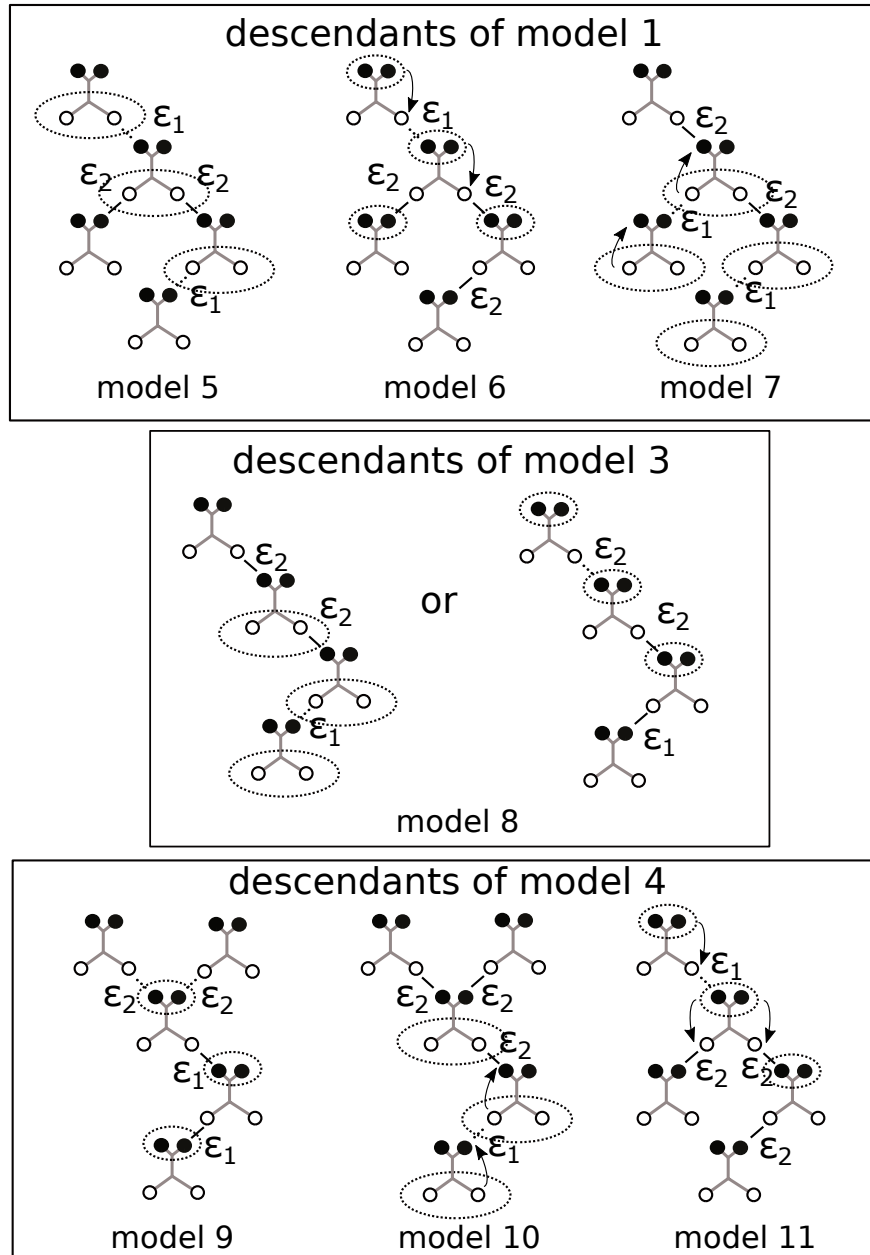 descendants of model 1
ε1 ε1 ε2
ε2 ε2 ε2 ε2 ε2
ε1 ε2 ε1 ε1
model 5 model 6 model 7
descendants of model 3
ε2 or ε2
ε2 ε2
ε1 ε1
model 8
descendants of model 4
ε2 ε2 ε2 ε2 ε1
ε1 ε2 ε2 ε2
ε1 ε1 ε2
model 9 model 10 model 11